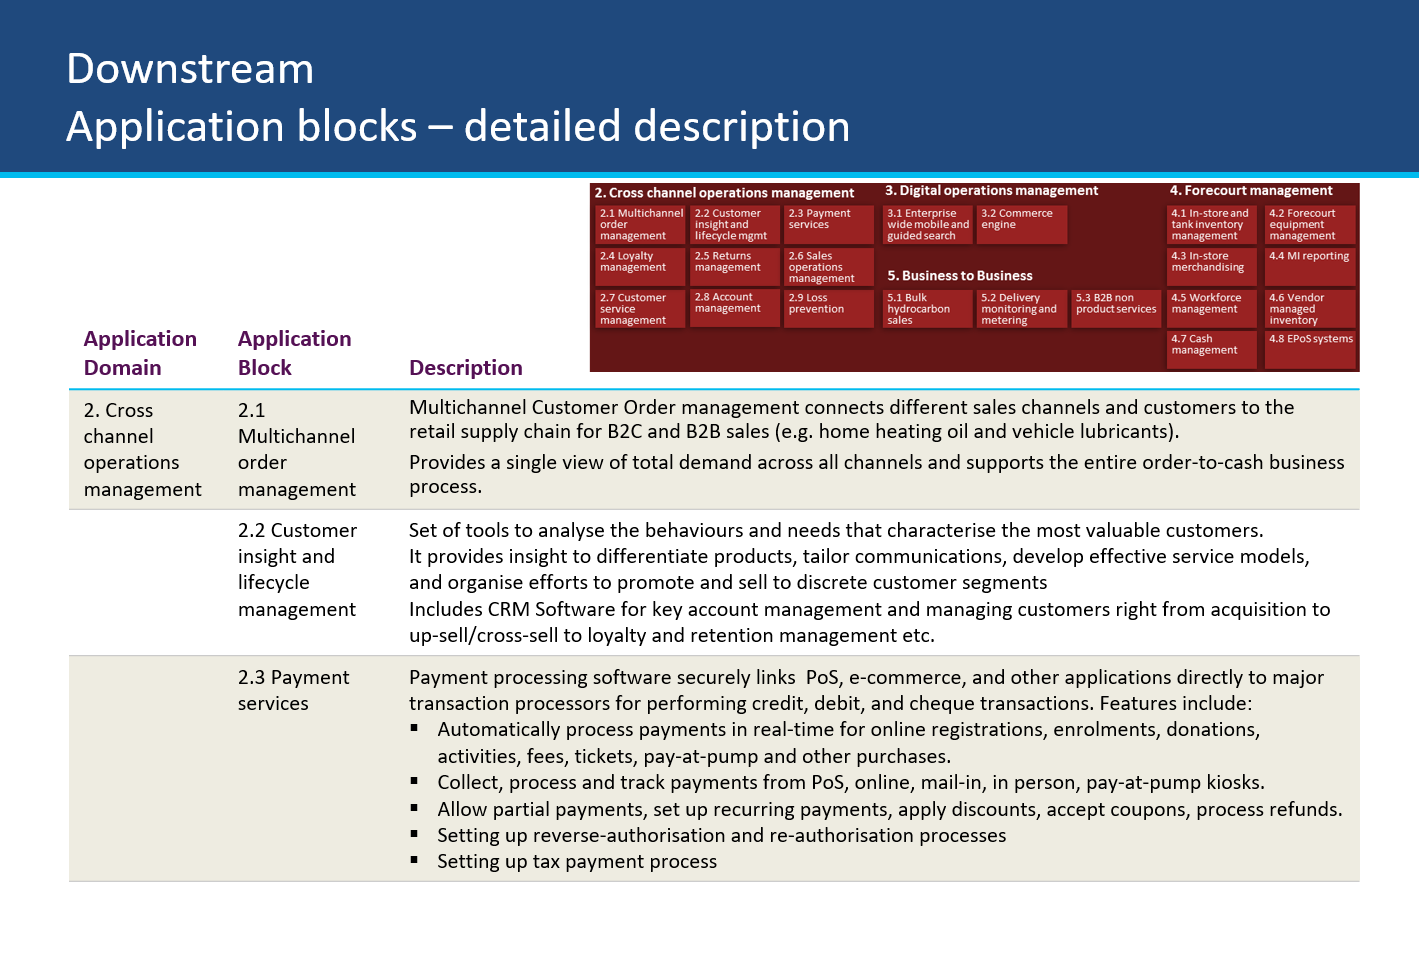 Downstream
Application blocks – detailed description
2. Cross channel operations management
2.1 Multichannel
order
management
2.2 Customer
insight and
lifecycle mgmt
2.3 Payment
services
2.4 Loyalty
management
2.5 Returns
management
2.6 Sales
operations
management
2.7 Customer
service
management
2.8 Account
management
2.9 Loss
prevention
3. Digital operations management
3.1 Enterprise
wide mobile and
guided search
3.2 Commerce
engine
5. Business to Business
5.1 Bulk
hydrocarbon
sales
5.2 Delivery
monitoring and
metering
5.3 B2B non
product services
4. Forecourt management
4.1 In-store and
tank inventory
management
4.2 Forecourt
equipment
management
4.3 In-store
merchandising
4.4 MI reporting
4.5 Workforce
management
4.6 Vendor
managed
inventory
4.7 Cash
management
4.8 EPoS systems
Application
Domain
Application
Block
Description
2. Cross
channel
operations
management
2.1
Multichannel
order
management
Multichannel Customer Order management connects different sales channels and customers to the
retail supply chain for B2C and B2B sales (e.g. home heating oil and vehicle lubricants).
Provides a single view of total demand across all channels and supports the entire order-to-cash business
process.
2.2 Customer
insight and
lifecycle
management
Set of tools to analyse the behaviours and needs that characterise the most valuable customers.
It provides insight to differentiate products, tailor communications, develop effective service models,
and organise efforts to promote and sell to discrete customer segments
Includes CRM Software for key account management and managing customers right from acquisition to
up-sell/cross-sell to loyalty and retention management etc.
2.3 Payment
services
Payment processing software securely links  PoS, e-commerce, and other applications directly to major
transaction processors for performing credit, debit, and cheque transactions. Features include:
▪ Automatically process payments in real-time for online registrations, enrolments, donations,
activities, fees, tickets, pay-at-pump and other purchases.
▪ Collect, process and track payments from PoS, online, mail-in, in person, pay-at-pump kiosks.
▪ Allow partial payments, set up recurring payments, apply discounts, accept coupons, process refunds.
▪ Setting up reverse-authorisation and re-authorisation processes
▪ Setting up tax payment process